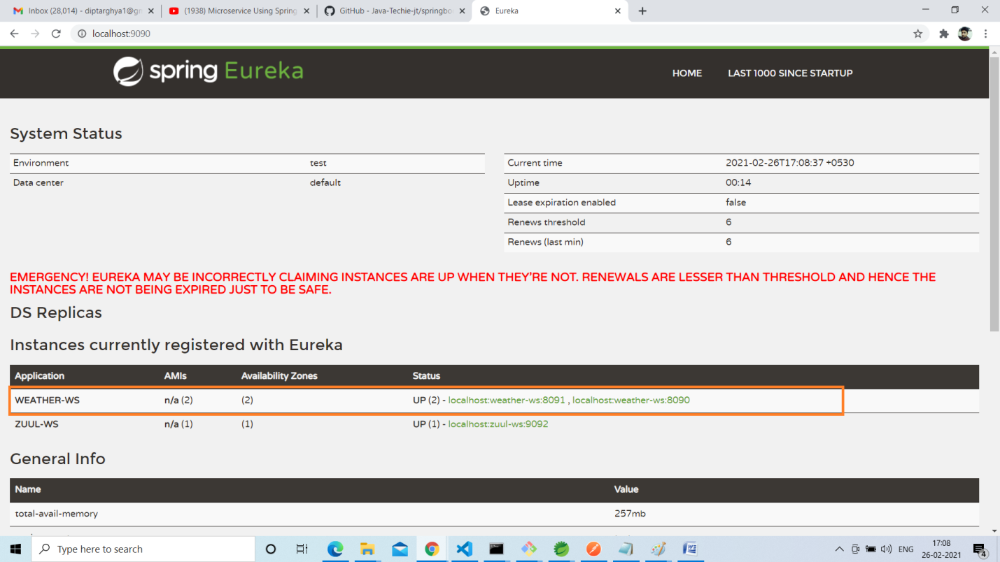 Inbox (28,014) - diptarghya1@gm
(1938) Microservice Using Spring
GitHub - Java-Techie-jt/springbo
Eureka
localhost:9090
spring Eureka
HOME
LAST 1000 SINCE STARTUP
System Status
Environment test
Data center default
Current time 2021-02-26T17:08:37 +0530
Uptime 00:14
Lease expiration enabled false
Renews threshold 6
Renews (last min) 6
EMERGENCY! EUREKA MAY BE INCORRECTLY CLAIMING INSTANCES ARE UP WHEN THEY'RE NOT. RENEWALS ARE LESSER THAN THRESHOLD AND HENCE THE
INSTANCES ARE NOT BEING EXPIRED JUST TO BE SAFE.
DS Replicas
Instances currently registered with Eureka
Application AMIs Availability Zones Status
WEATHER-WS n/a (2) (2) UP (2) - localhost:weather-ws:8091 , localhost:weather-ws:8090
ZUUL-WS n/a (1) (1) UP (1) - localhost:zuul-ws:9092
General Info
Name Value
total-avail-memory 257mb
Type here to search
ENG
17:08
26-02-2021
4